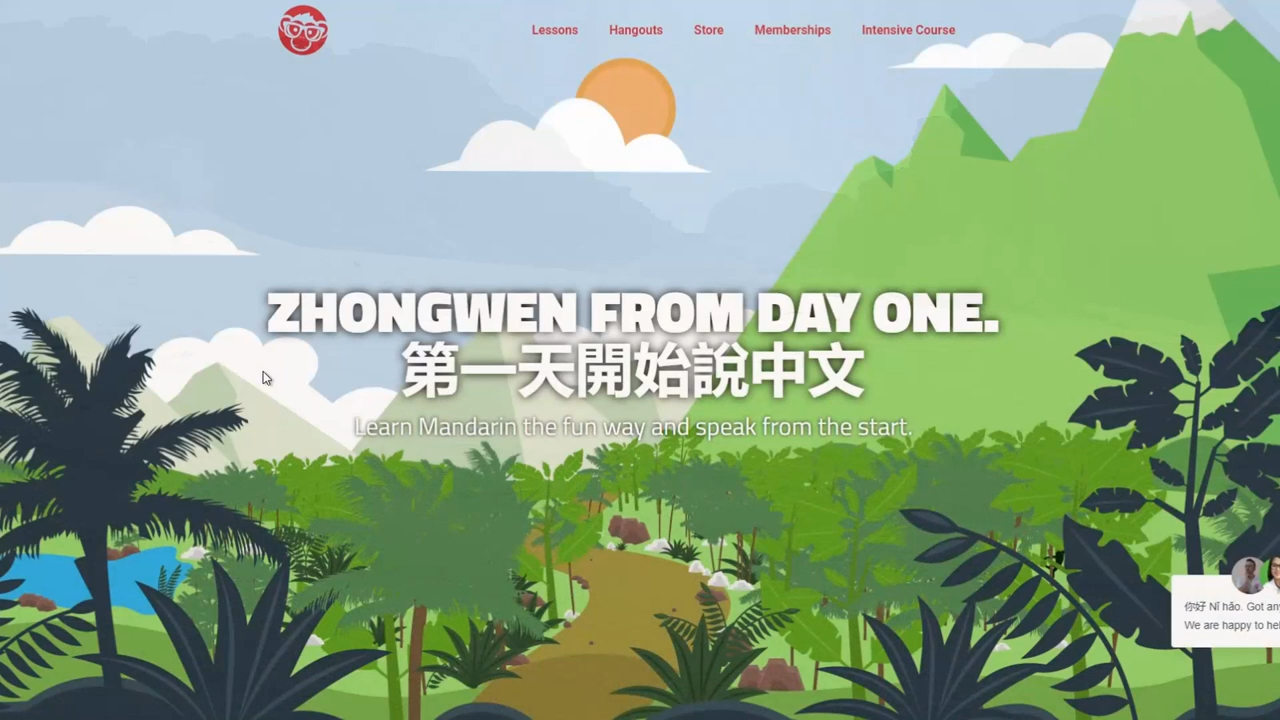 Lessons Hangouts Store Memberships Intensive Course
ZHONGWEN FROM DAY ONE.
第一天開始說中文
Learn Mandarin the fun way and speak from the start.
你好 Nǐ hǎo. Got
We are happy to